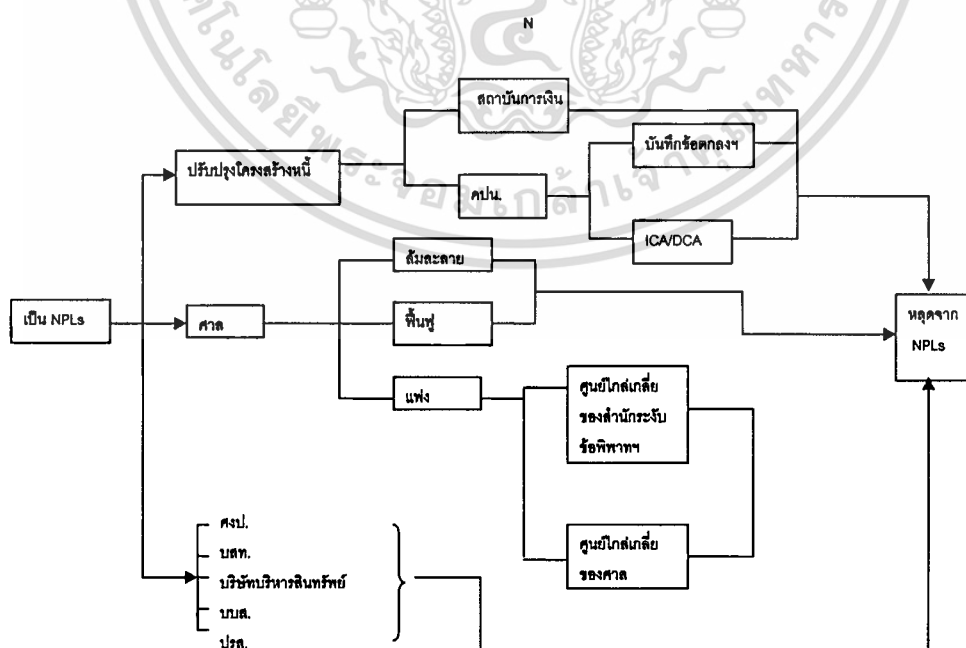 N
สถาบันการเงิน
บันทึกข้อตกลงฯ
ปรับปรุงโครงสร้างหนี้
คปน.
ICA/DCA
ล้มละลาย
เป็น NPLs
ศาล
ฟื้นฟู
หลุดจาก
NPLs
แพ่ง
ศูนย์ไกล่เกลี่ย
ของสำนักระงับ
ข้อพิพาทฯ
ศูนย์ไกล่เกลี่ย
ของศาล
ศงป.
บสท.
บริษัทบริหารสินทรัพย์
บบส.
ปรส.